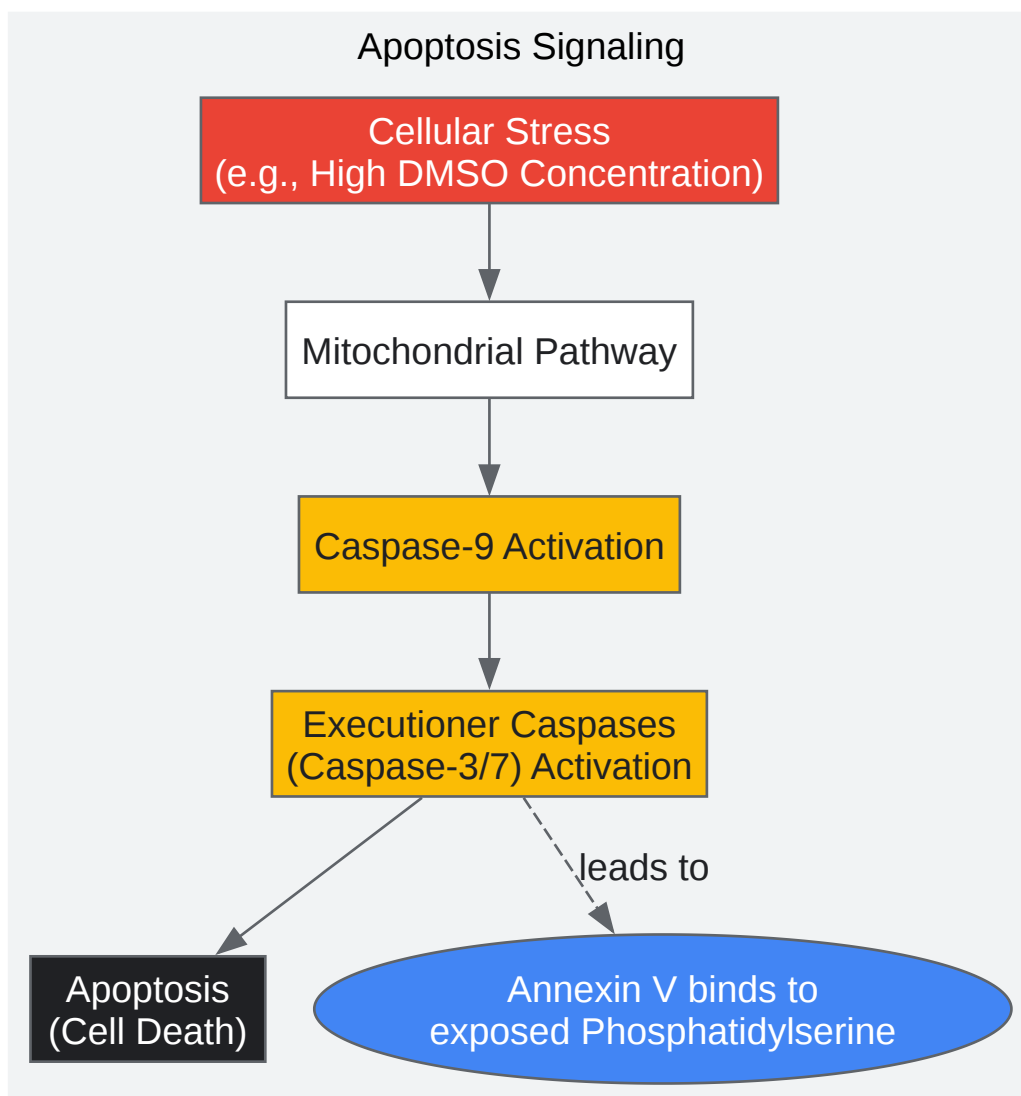 Apoptosis Signaling
Cellular Stress
(e.g., High DMSO Concentration)
Mitochondrial Pathway
Caspase-9 Activation
Executioner Caspases
(Caspase-3/7) Activation
leads to
Apoptosis
(Cell Death)
Annexin V binds to
exposed Phosphatidylserine